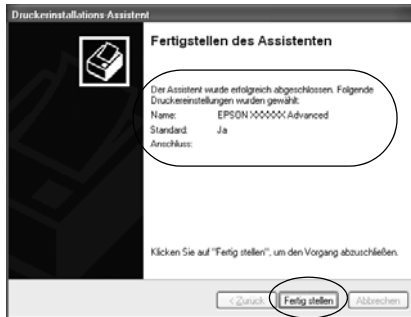 Druckerinstallations-Assistent
Fertigstellen des Assistenten
Der Assistent wurde erfolgreich abgeschlossen. Folgende
Druckereinstellungen wurden gewählt:
Name: EPSON XXXXXX Advanced
Standard: Ja
Anschluss:
Klicken Sie auf "Fertig stellen", um den Vorgang abzuschließen.
< Zurück Fertig stellen Abbrechen